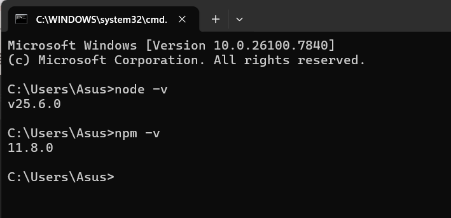 C:\WINDOWS\system32\cmd.
Microsoft Windows [Version 10.0.26100.7840]
(c) Microsoft Corporation. All rights reserved.
C:\Users\Asus>node -v
v25.6.0
C:\Users\Asus>npm -v
11.8.0
C:\Users\Asus>